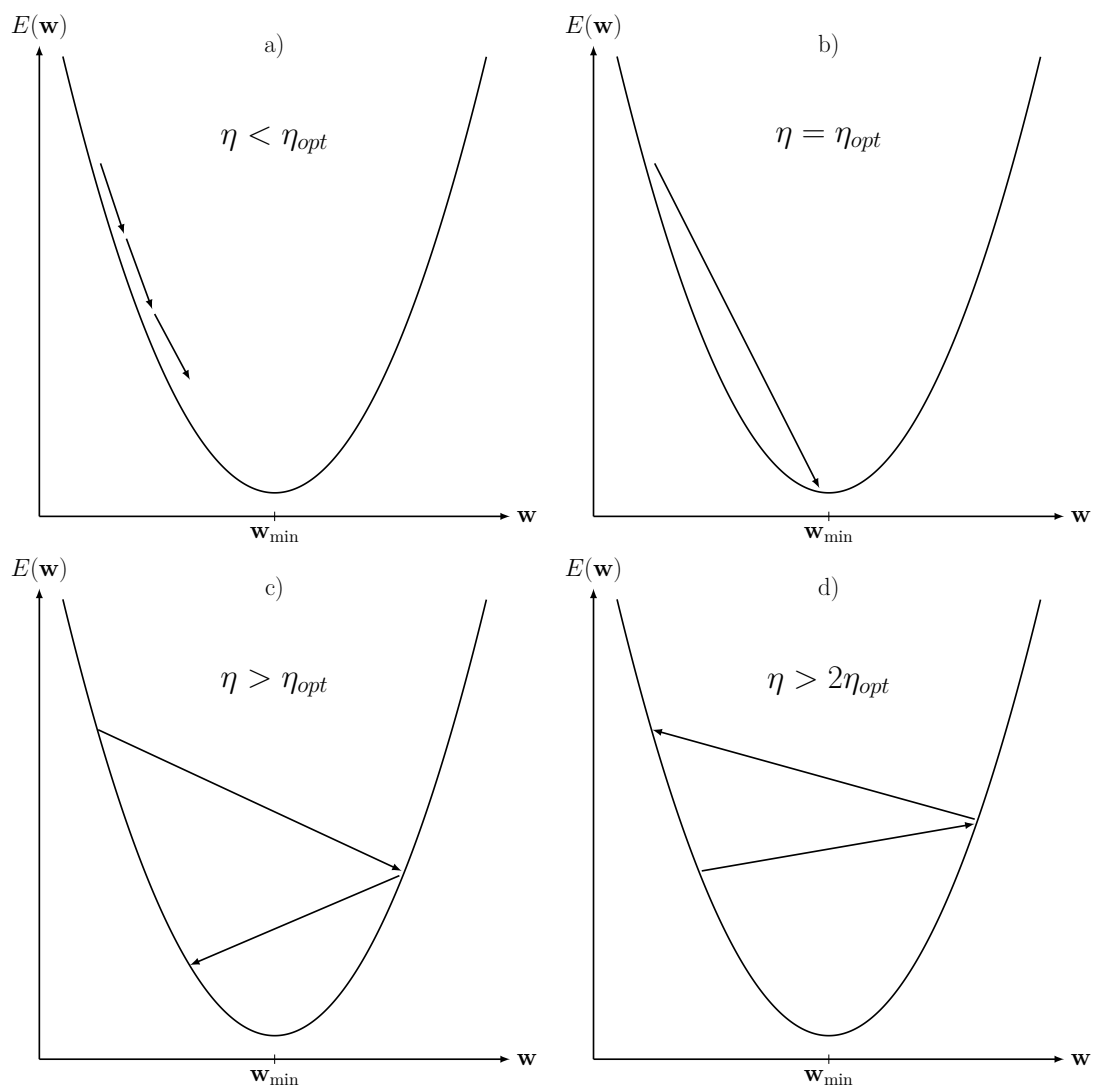 E(w)
a)
η < η_opt
w
w_min
E(w)
b)
η = η_opt
w
w_min
E(w)
c)
η > η_opt
w
w_min
E(w)
d)
η > 2η_opt
w
w_min